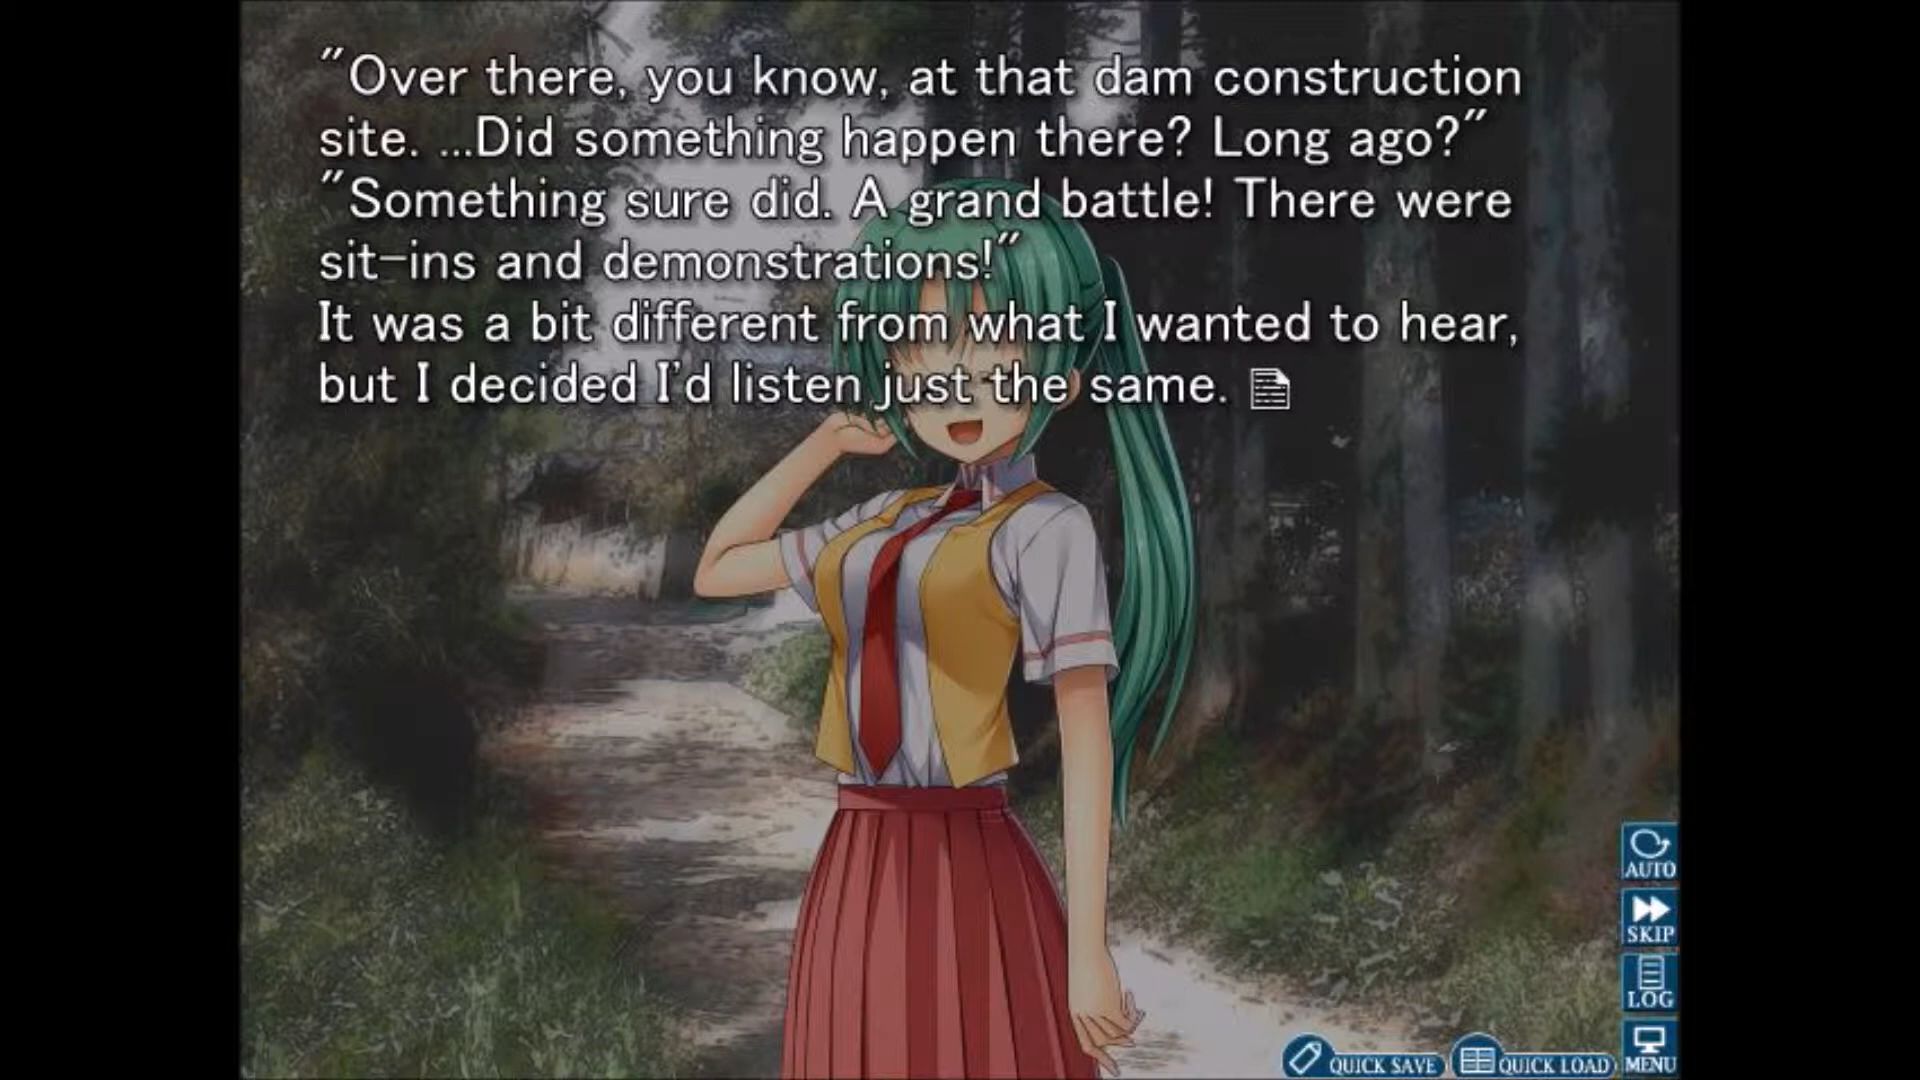 "Over there, you know, at that dam construction
site. ...Did something happen there? Long ago?"
"Something sure did. A grand battle! There were
sit-ins and demonstrations!"
It was a bit different from what I wanted to hear,
but I decided I'd listen just the same.
AUTO
SKIP
LOG
MENU
QUICK SAVE
QUICK LOAD